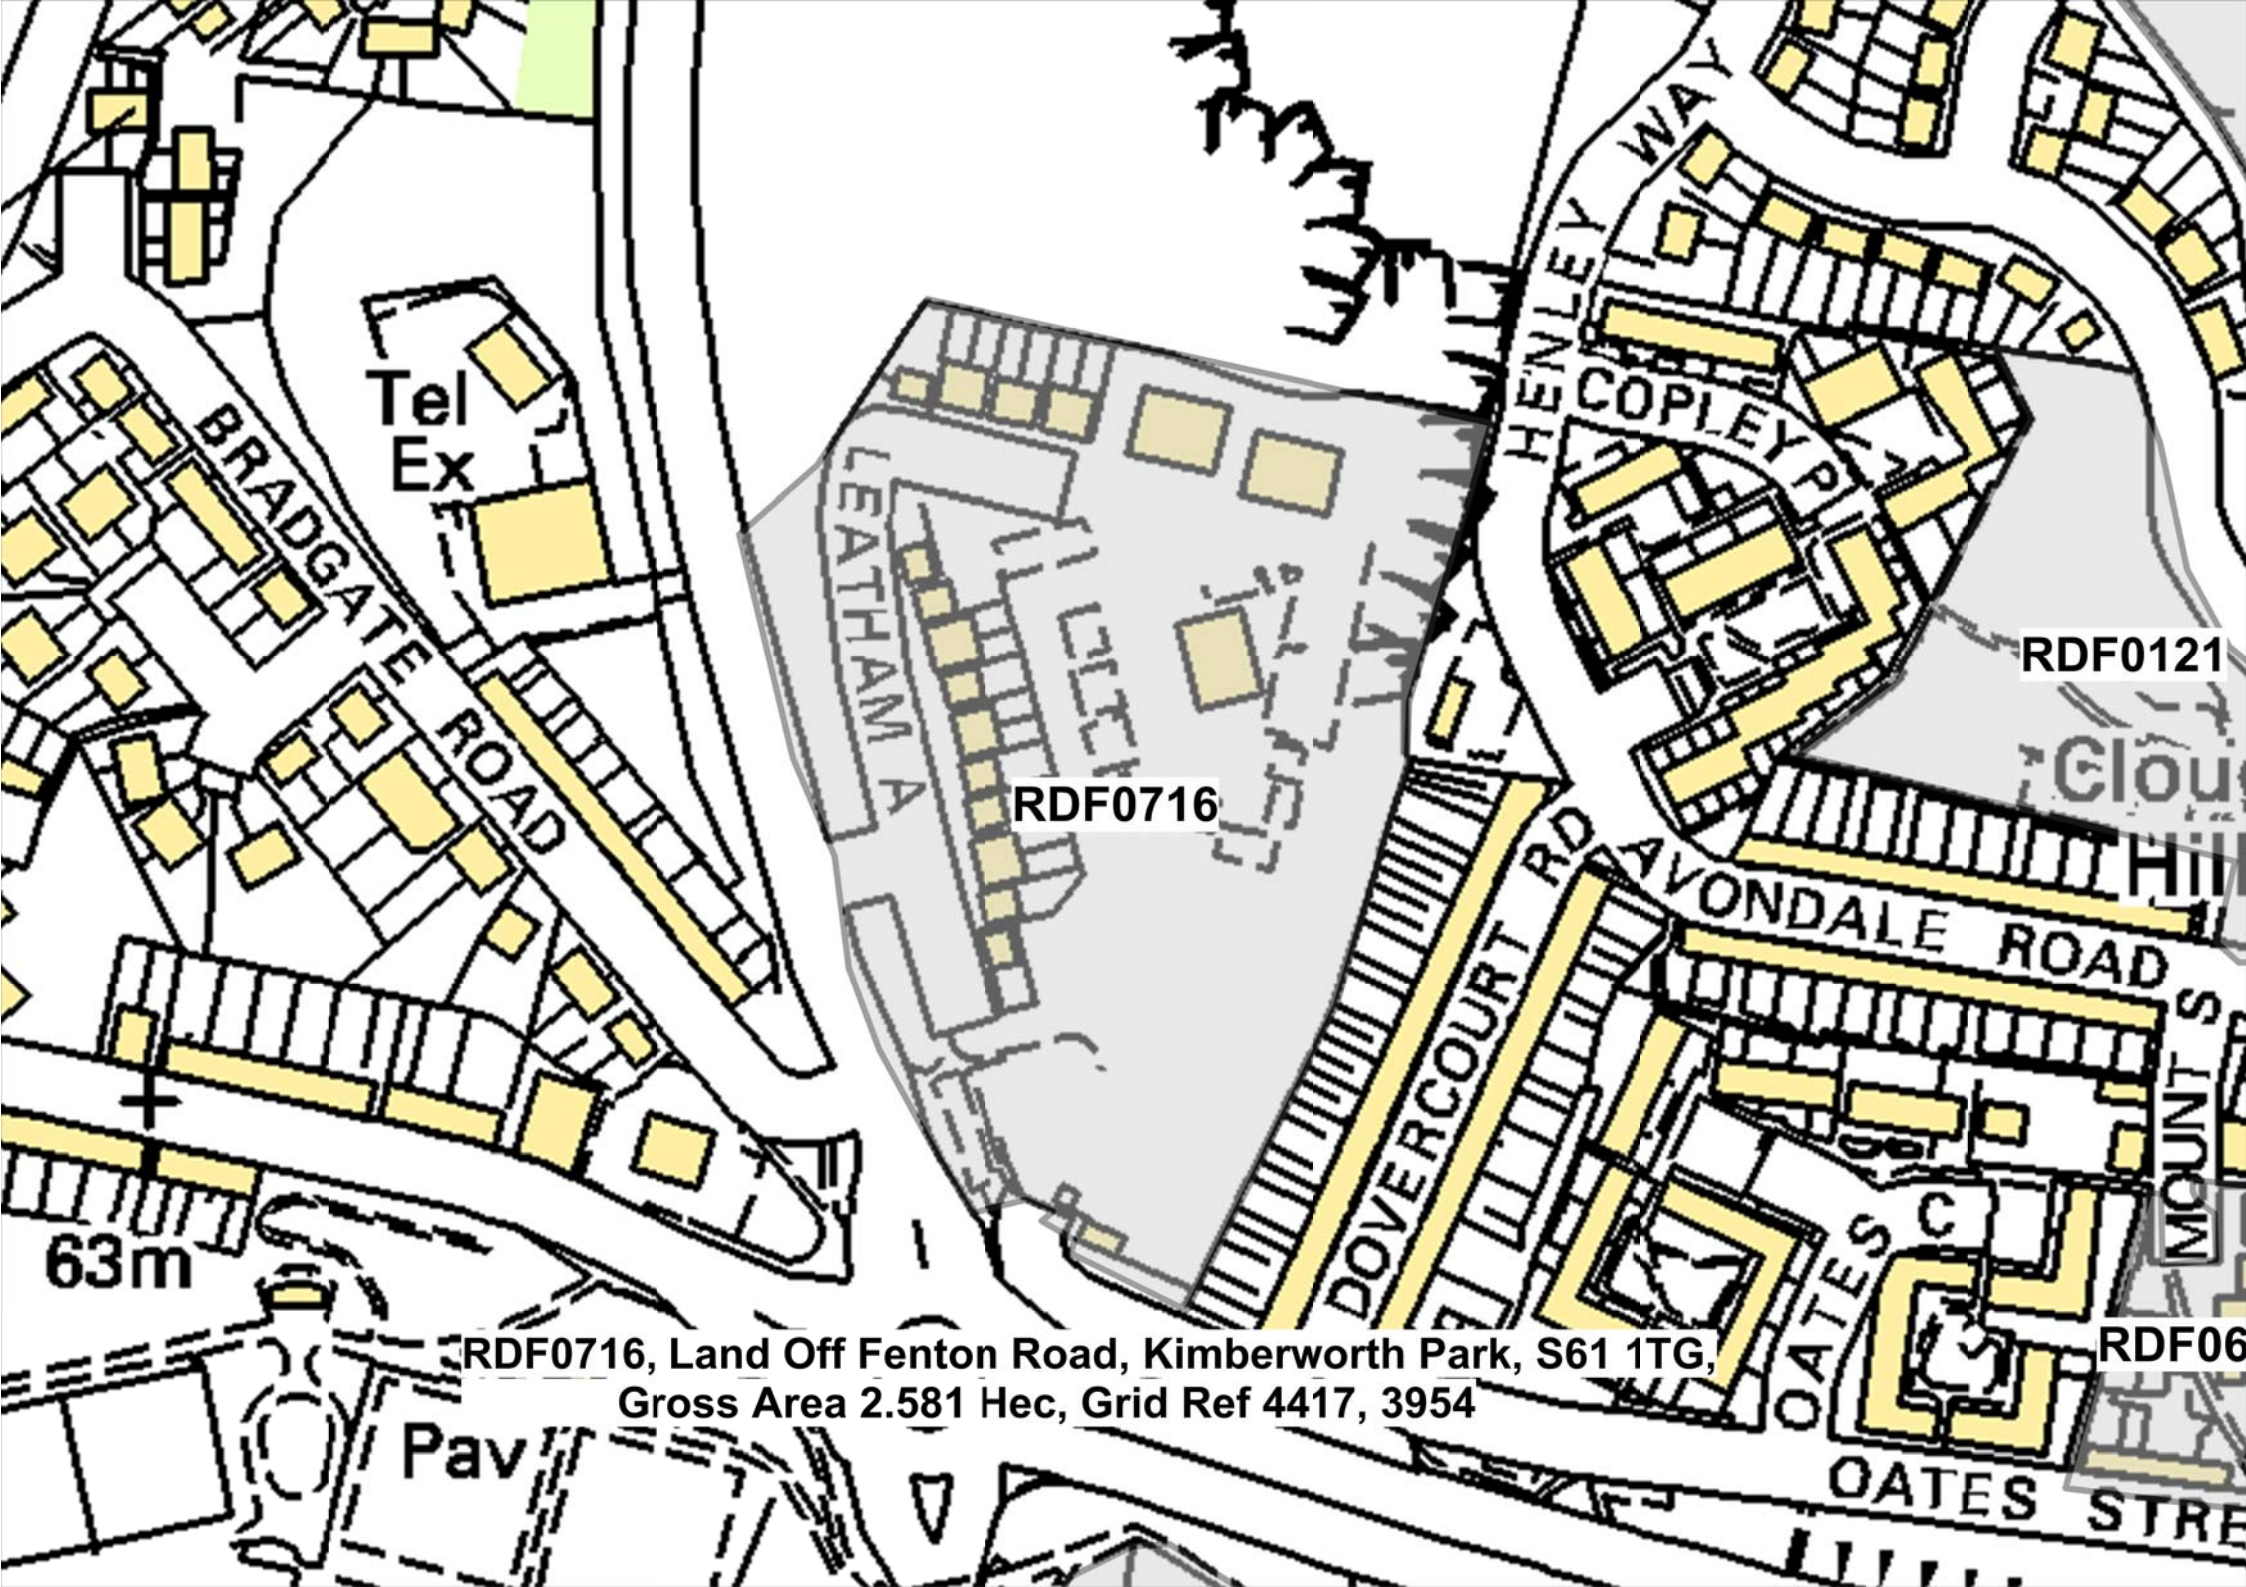 HENLEY WAY
Tel
Ex
COPLEY PL
BRADGATE ROAD
LEATHAM A
RDF0121
Clou
RDF0716
Hil
DOVERCOURT RD
AVONDALE ROAD
MOUNT S
63m
OATES C
RDF06
RDF0716, Land Off Fenton Road, Kimberworth Park, S61 1TG,
Gross Area 2.581 Hec, Grid Ref 4417, 3954
Pav
OATES STRE